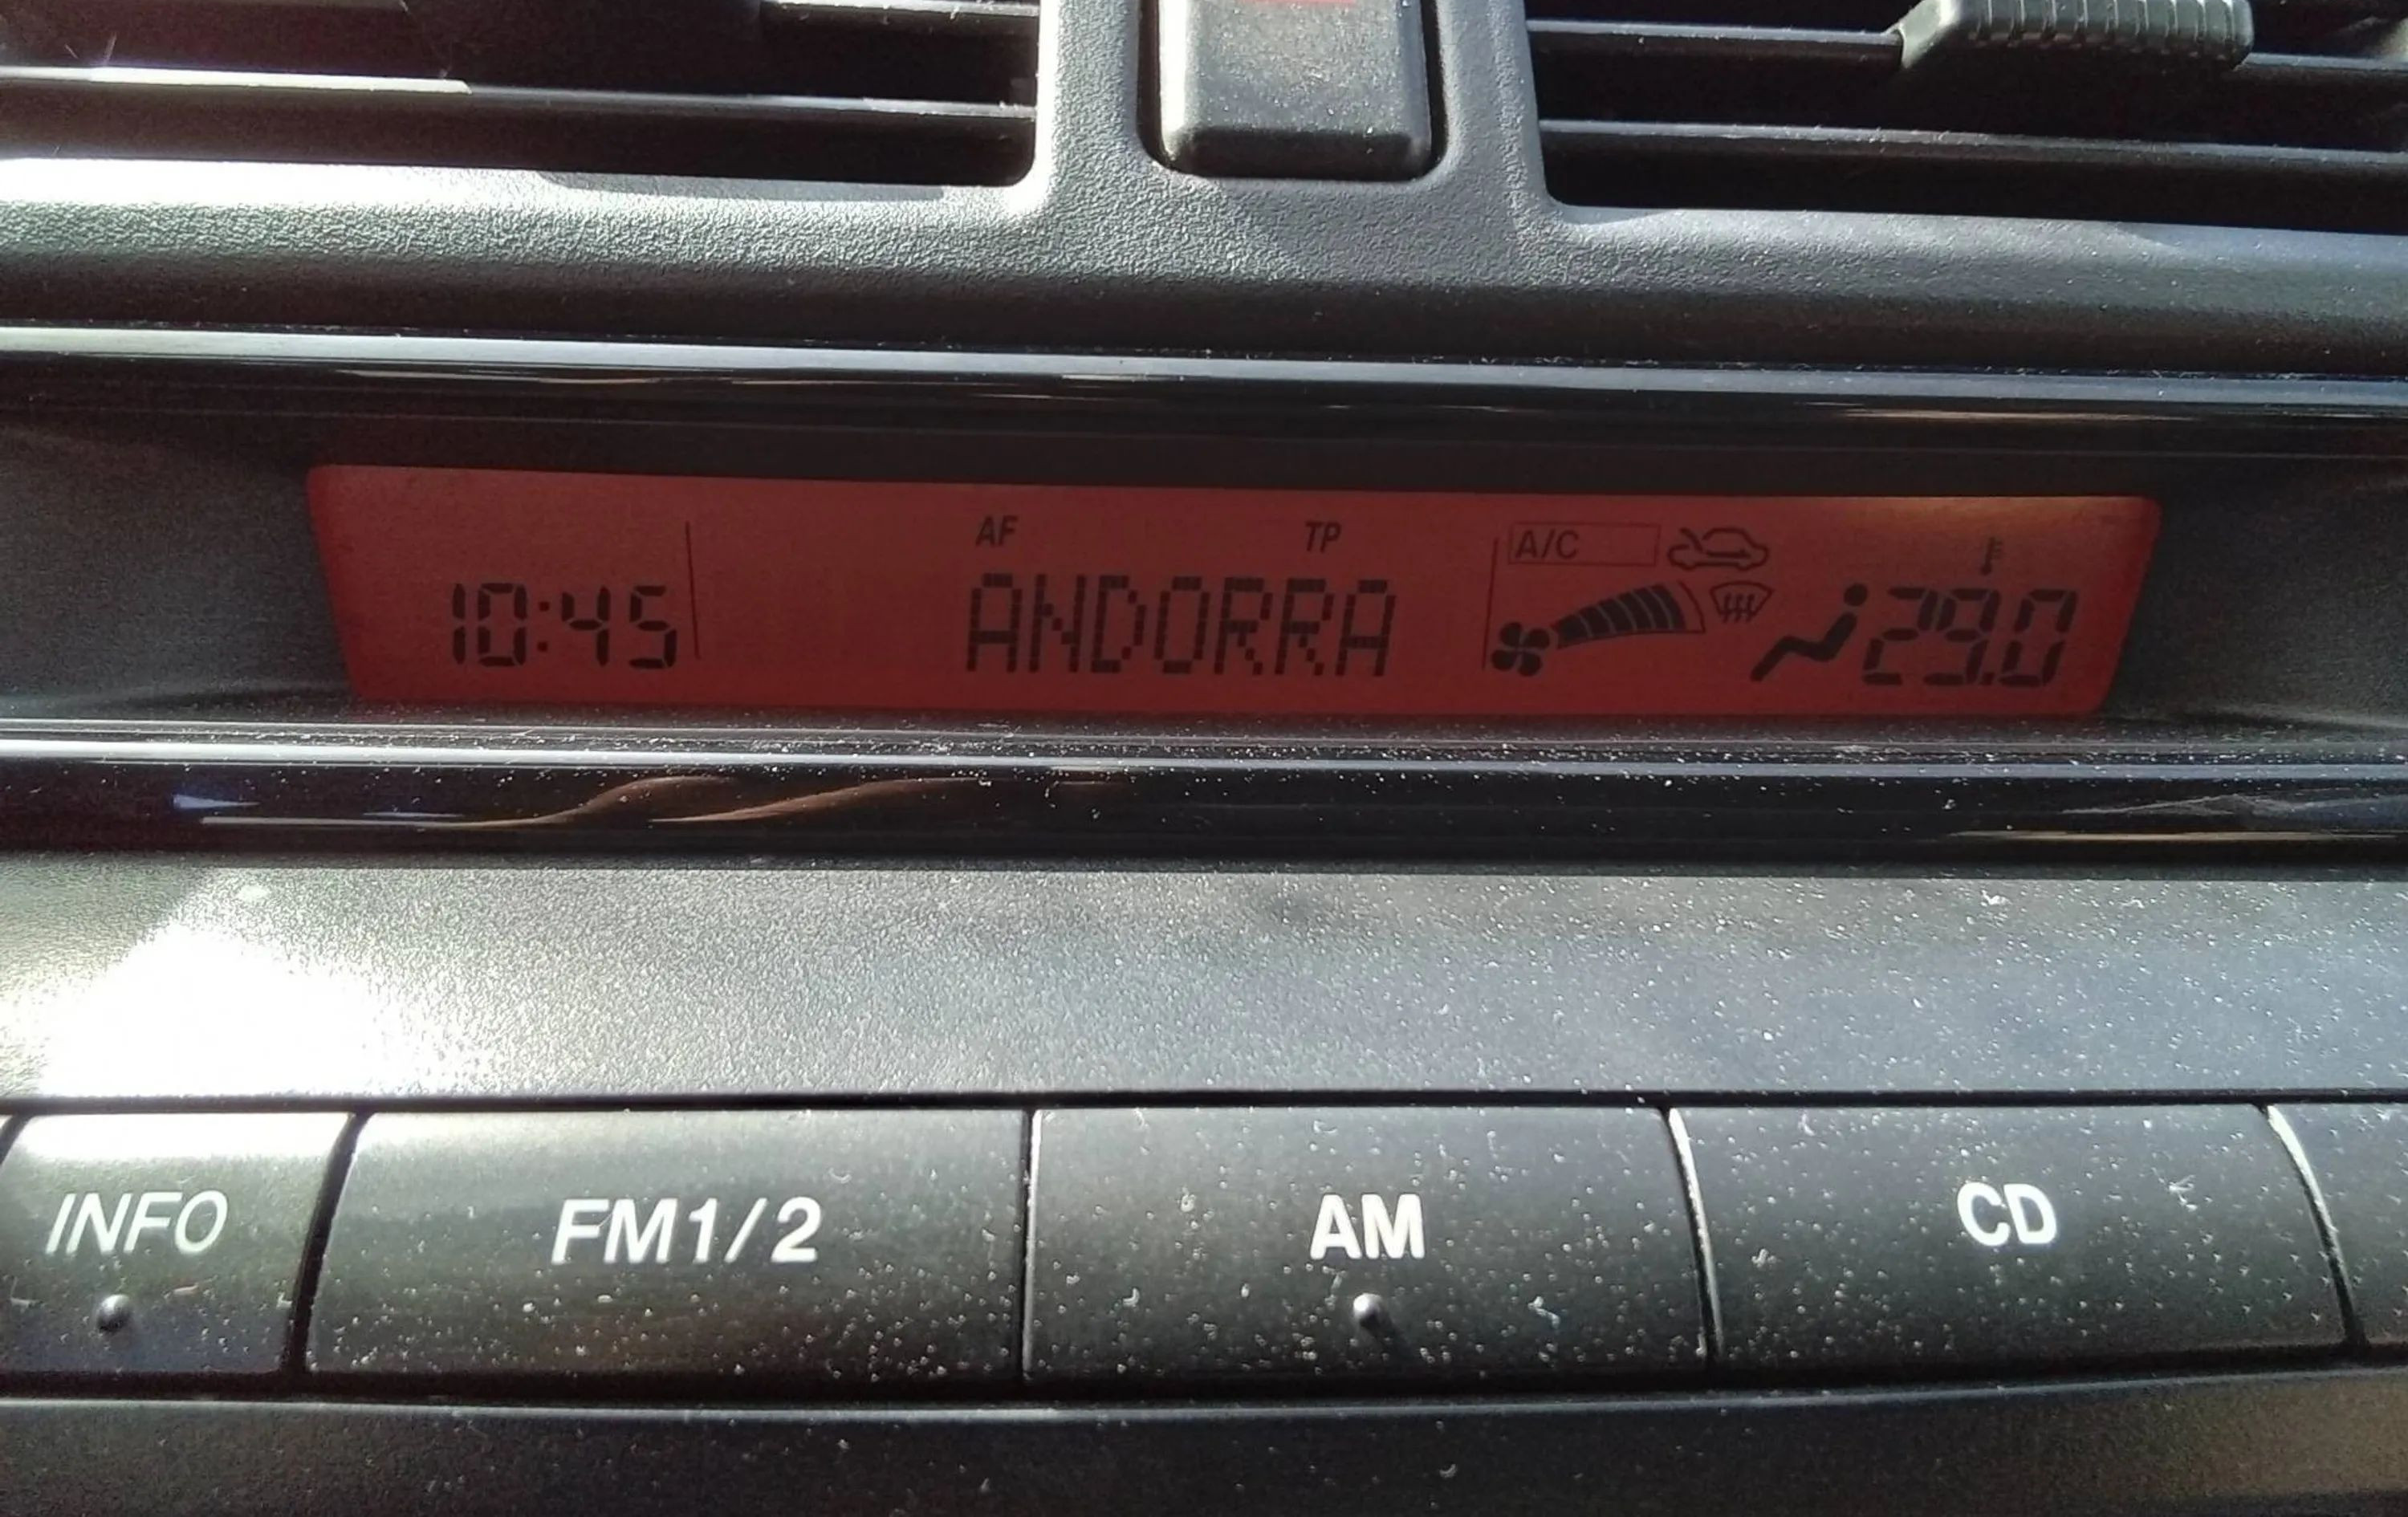 AF TP A/C
10:45 ANDORRA 29.0
INFO FM1/2 AM CD